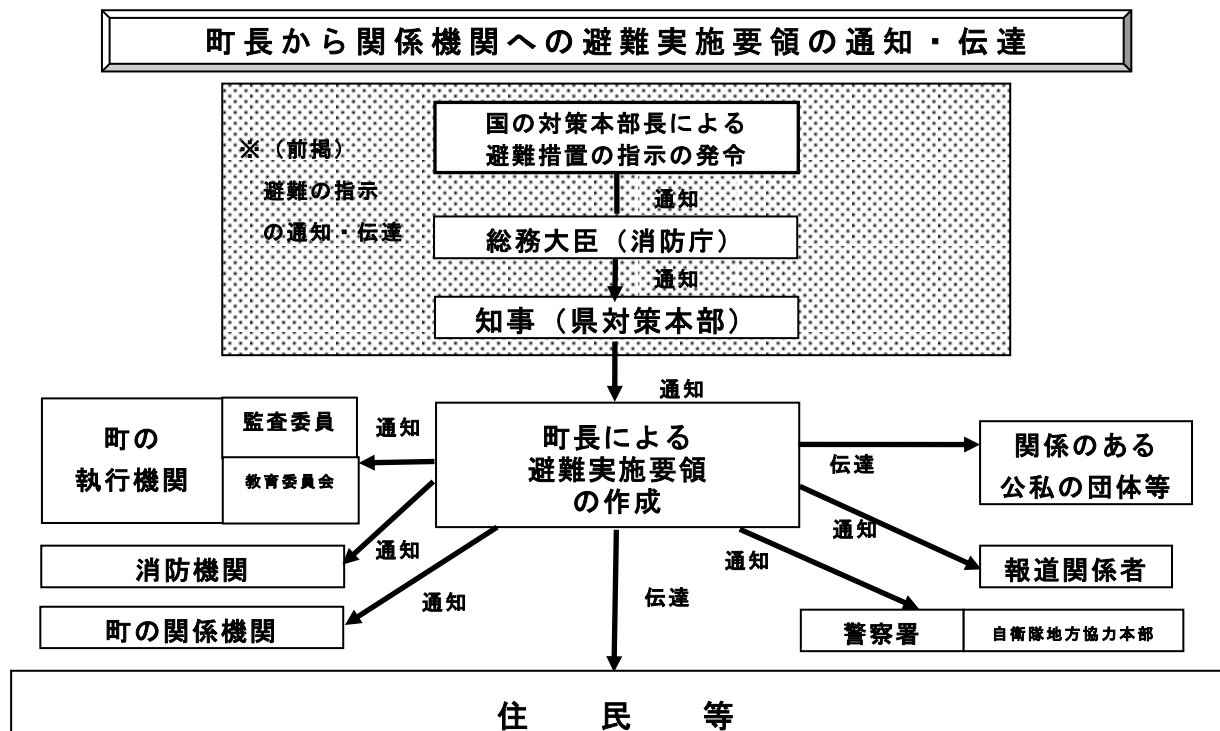 町長から関係機関への避難実施要領の通知・伝達
※（前掲）
避難の指示
の通知・伝達
国の対策本部長による
避難措置の指示の発令
通知
総務大臣（消防庁）
通知
知事（県対策本部）
通知
町長による
避難実施要領
の作成
町の
執行機関
監査委員
教育委員会
通知
消防機関
通知
町の関係機関
通知
伝達
関係のある
公私の団体等
伝達
通知
報道関係者
通知
警察署
自衛隊地方協力本部
住民等